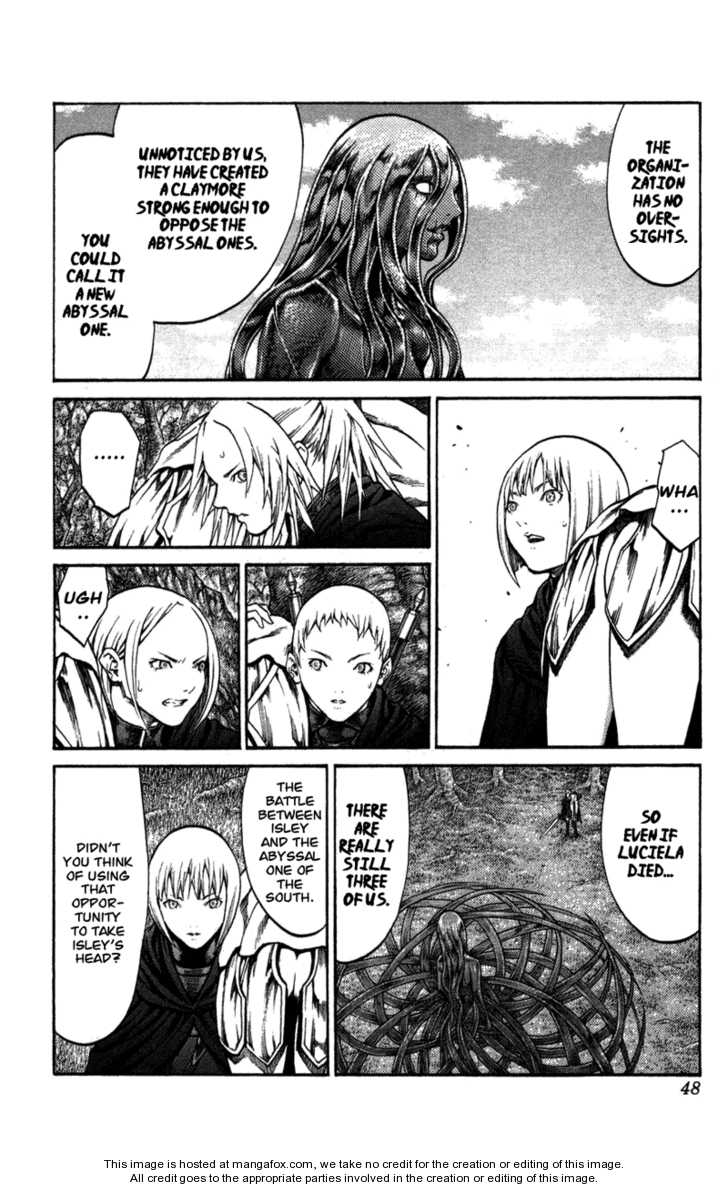 THE
ORGANI-
ZATION
HAS NO
OVER-
SIGHTS.
UNNOTICED BY US,
THEY HAVE CREATED
A CLAYMORE
STRONG ENOUGH TO
OPPOSE THE
ABYSSAL ONES.
YOU
COULD
CALL IT
A NEW
ABYSSAL
ONE.
WHA
...
.....
UGH
..
SO
EVEN IF
LUCIELA
DIED...
THERE
ARE
REALLY
STILL
THREE
OF US.
THE
BATTLE
BETWEEN
ISLEY
AND THE
ABYSSAL
ONE OF
THE
SOUTH.
DIDN'T
YOU THINK
OF USING
THAT
OPPOR-
TUNITY
TO TAKE
ISLEY'S
HEAD?
48
This image is hosted at mangafox.com, we take no credit for the creation or editing of this image.
All credit goes to the appropriate parties involved in the creation or editing of this image.